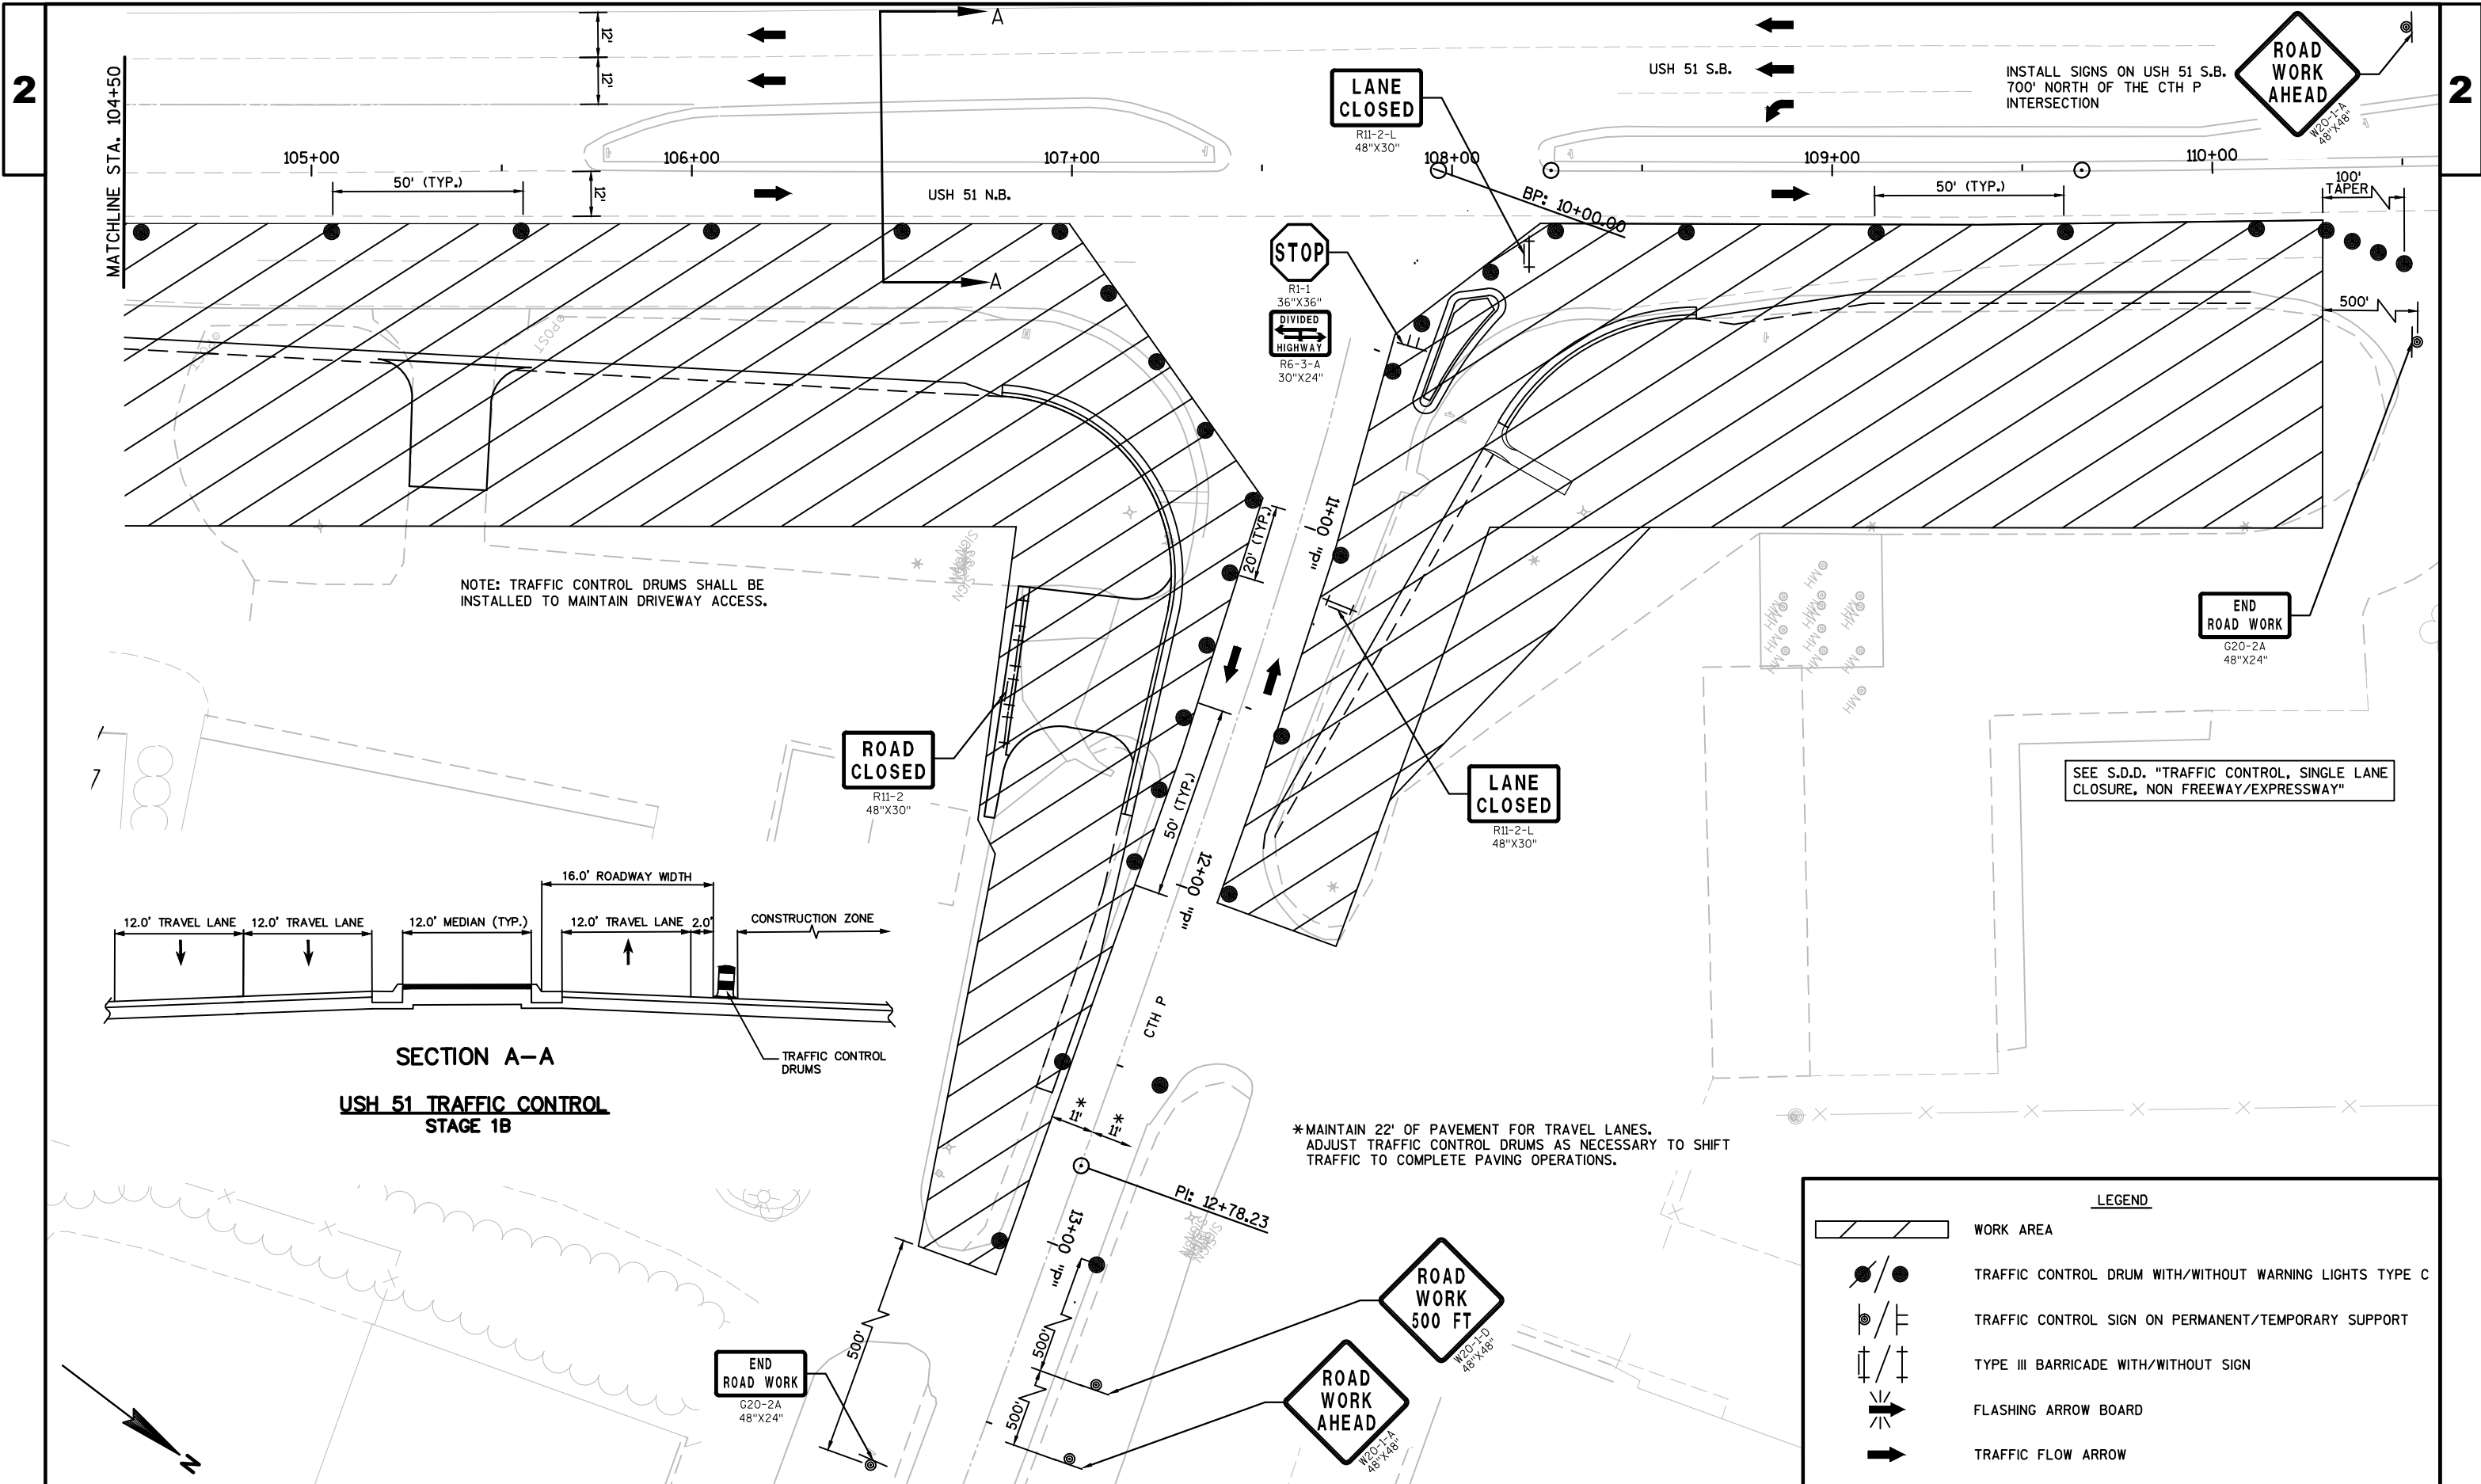 2
2
MATCHLINE STA. 104+50
12'
12'
12'
A
A
105+00
106+00
107+00
108+00
109+00
110+00
50' (TYP.)
USH 51 N.B.
LANE
CLOSED
R11-2-L
48"X30"
USH 51 S.B.
INSTALL SIGNS ON USH 51 S.B.
700' NORTH OF THE CTH P
INTERSECTION
ROAD
WORK
AHEAD
W20-1-A
48"X48"
BP: 10+00.00
50' (TYP.)
100'
TAPER
500'
STOP
R1-1
36"X36"
DIVIDED
HIGHWAY
R6-3-A
30"X24"
POST
POST
NOTE: TRAFFIC CONTROL DRUMS SHALL BE
INSTALLED TO MAINTAIN DRIVEWAY ACCESS.
20' (TYP.)
11+00 "P"
END
ROAD WORK
G20-2A
48"X24"
MH
MH
MH
MH
MH
MH
MH
ROAD
CLOSED
R11-2
48"X30"
50' (TYP.)
LANE
CLOSED
R11-2-L
48"X30"
SEE S.D.D. "TRAFFIC CONTROL, SINGLE LANE
CLOSURE, NON FREEWAY/EXPRESSWAY"
7
12+00 "P"
16.0' ROADWAY WIDTH
12.0' TRAVEL LANE
12.0' TRAVEL LANE
12.0' MEDIAN (TYP.)
12.0' TRAVEL LANE
2.0'
CONSTRUCTION ZONE
TRAFFIC CONTROL
DRUMS
SECTION A-A
USH 51 TRAFFIC CONTROL
STAGE 1B
CTH P
* 11'
* 11'
*MAINTAIN 22' OF PAVEMENT FOR TRAVEL LANES.
ADJUST TRAFFIC CONTROL DRUMS AS NECESSARY TO SHIFT
TRAFFIC TO COMPLETE PAVING OPERATIONS.
PI: 12+78.23
13+00 "P"
500'
500'
500'
END
ROAD WORK
G20-2A
48"X24"
ROAD
WORK
500 FT
W20-1-D
48"X48"
ROAD
WORK
AHEAD
W20-1-A
48"X48"
N
LEGEND
WORK AREA
TRAFFIC CONTROL DRUM WITH/WITHOUT WARNING LIGHTS TYPE C
TRAFFIC CONTROL SIGN ON PERMANENT/TEMPORARY SUPPORT
TYPE III BARRICADE WITH/WITHOUT SIGN
FLASHING ARROW BOARD
TRAFFIC FLOW ARROW